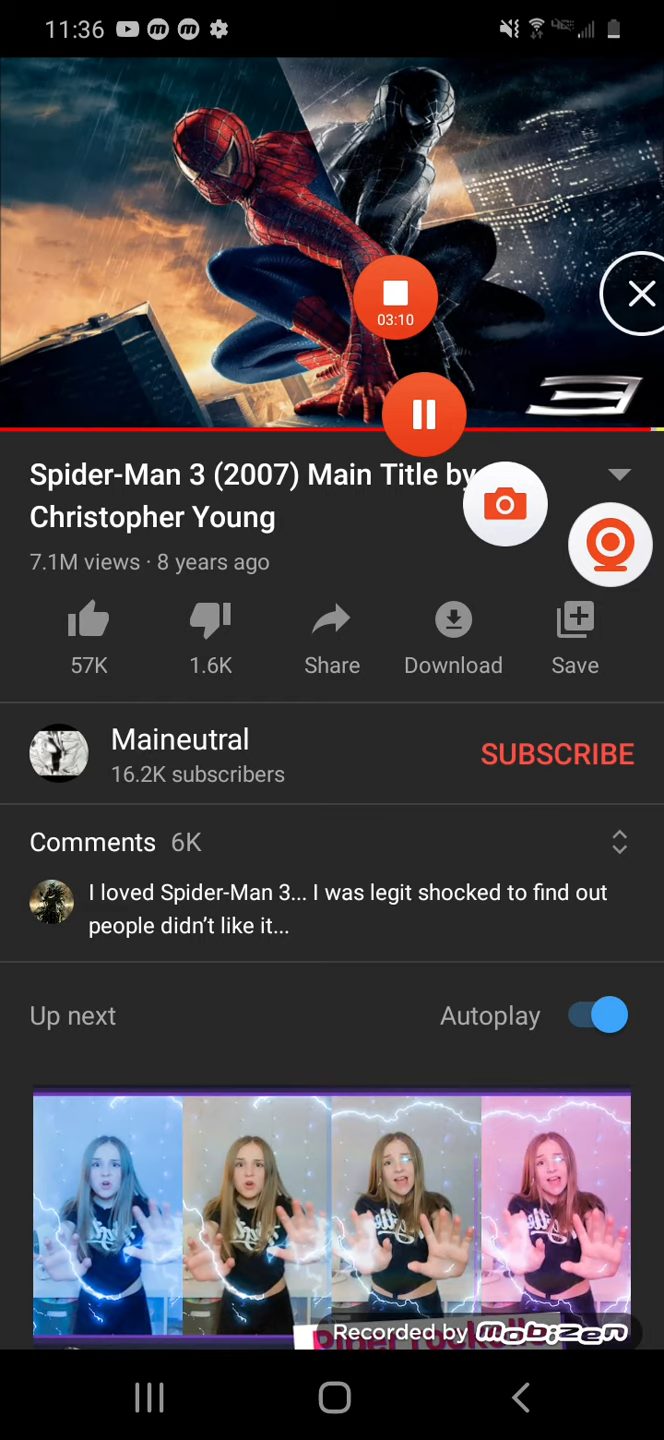 11:36
3
03:10
Spider-Man 3 (2007) Main Title by
Christopher Young
7.1M views · 8 years ago
57K
1.6K
Share
Download
Save
Maineutral
16.2K subscribers
SUBSCRIBE
Comments 6K
I loved Spider-Man 3... I was legit shocked to find out
people didn’t like it...
Up next
Autoplay
Recorded by mobizen